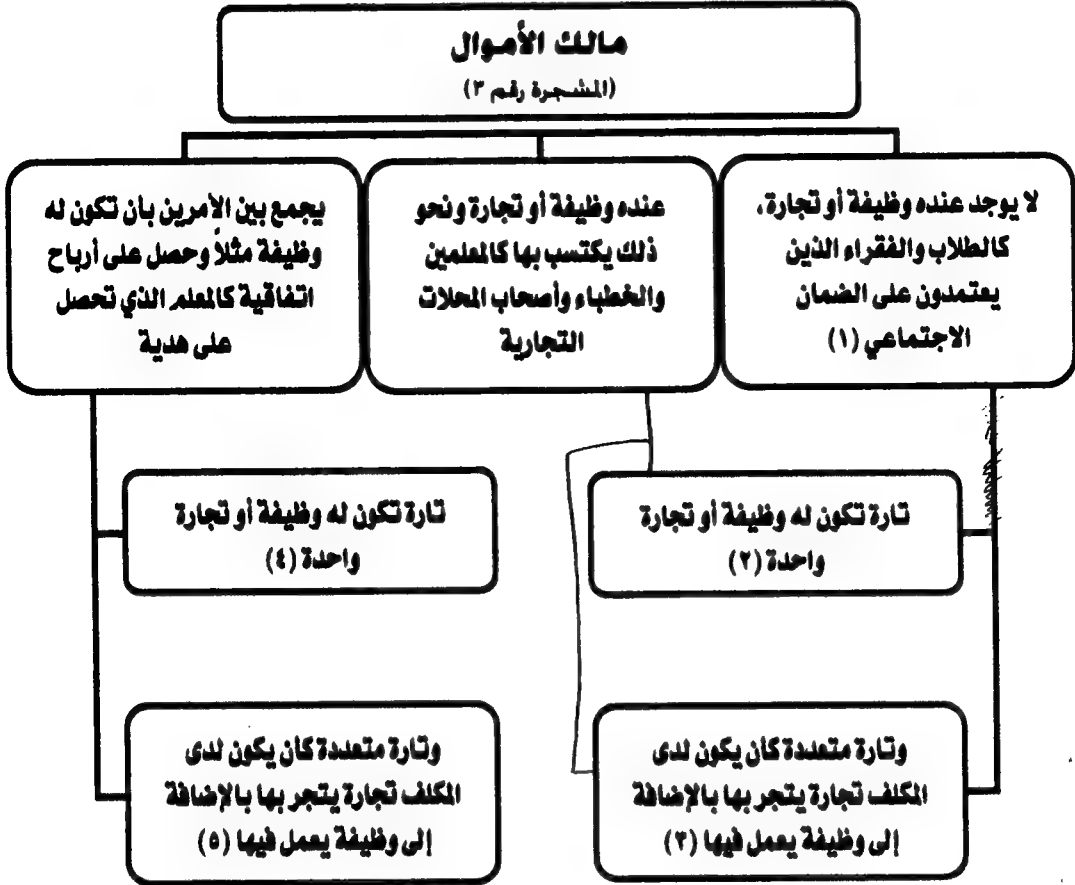 مالك الأموال
(المشجرة رقم ٣)
لا يوجد عنده وظيفة أو تجارة،
كالطلاب والفقراء الذين
يعتمدون على الضمان
الاجتماعي (١)
عنده وظيفة أو تجارة ونحو
ذلك يكتسب بها كالمعلمين
والخطباء وأصحاب المحلات
التجارية
يجمع بين الأمرين بأن تكون له
وظيفة مثلاً وحصل على أرباح
اتفاقية كالمعلم الذي تحصل
على هدية
تارة تكون له وظيفة أو تجارة
واحدة (٢)
وتارة متعددة كأن يكون لدى
المكلف تجارة يتجر بها بالإضافة
إلى وظيفة يعمل فيها (٣)
تارة تكون له وظيفة أو تجارة
واحدة (٤)
وتارة متعددة كأن يكون لدى
المكلف تجارة يتجر بها بالإضافة
إلى وظيفة يعمل فيها (٥)